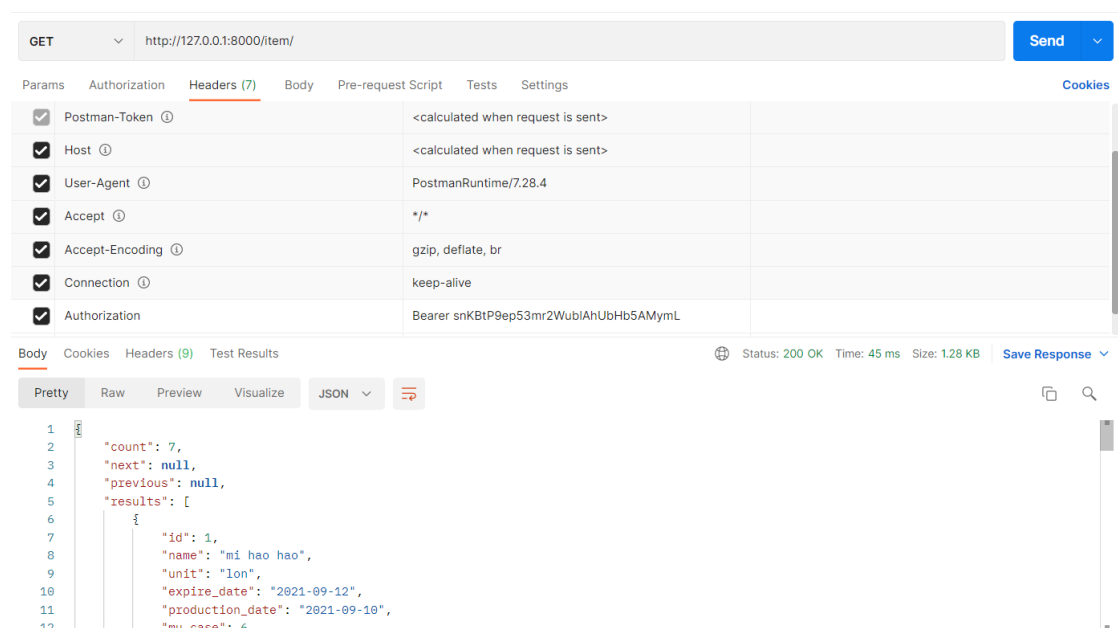 GET http://127.0.0.1:8000/item/ Send
Params Authorization Headers (7) Body Pre-request Script Tests Settings Cookies
Postman-Token <calculated when request is sent>
Host <calculated when request is sent>
User-Agent PostmanRuntime/7.28.4
Accept */*
Accept-Encoding gzip, deflate, br
Connection keep-alive
Authorization Bearer snKBtP9ep53mr2WublAhUbHb5AMymL
Body Cookies Headers (9) Test Results Status: 200 OK Time: 45 ms Size: 1.28 KB Save Response
Pretty Raw Preview Visualize JSON
1 {
2 "count": 7,
3 "next": null,
4 "previous": null,
5 "results": [
6 {
7 "id": 1,
8 "name": "mi hao hao",
9 "unit": "lon",
10 "expire_date": "2021-09-12",
11 "production_date": "2021-09-10",
12 "mu_case": 6